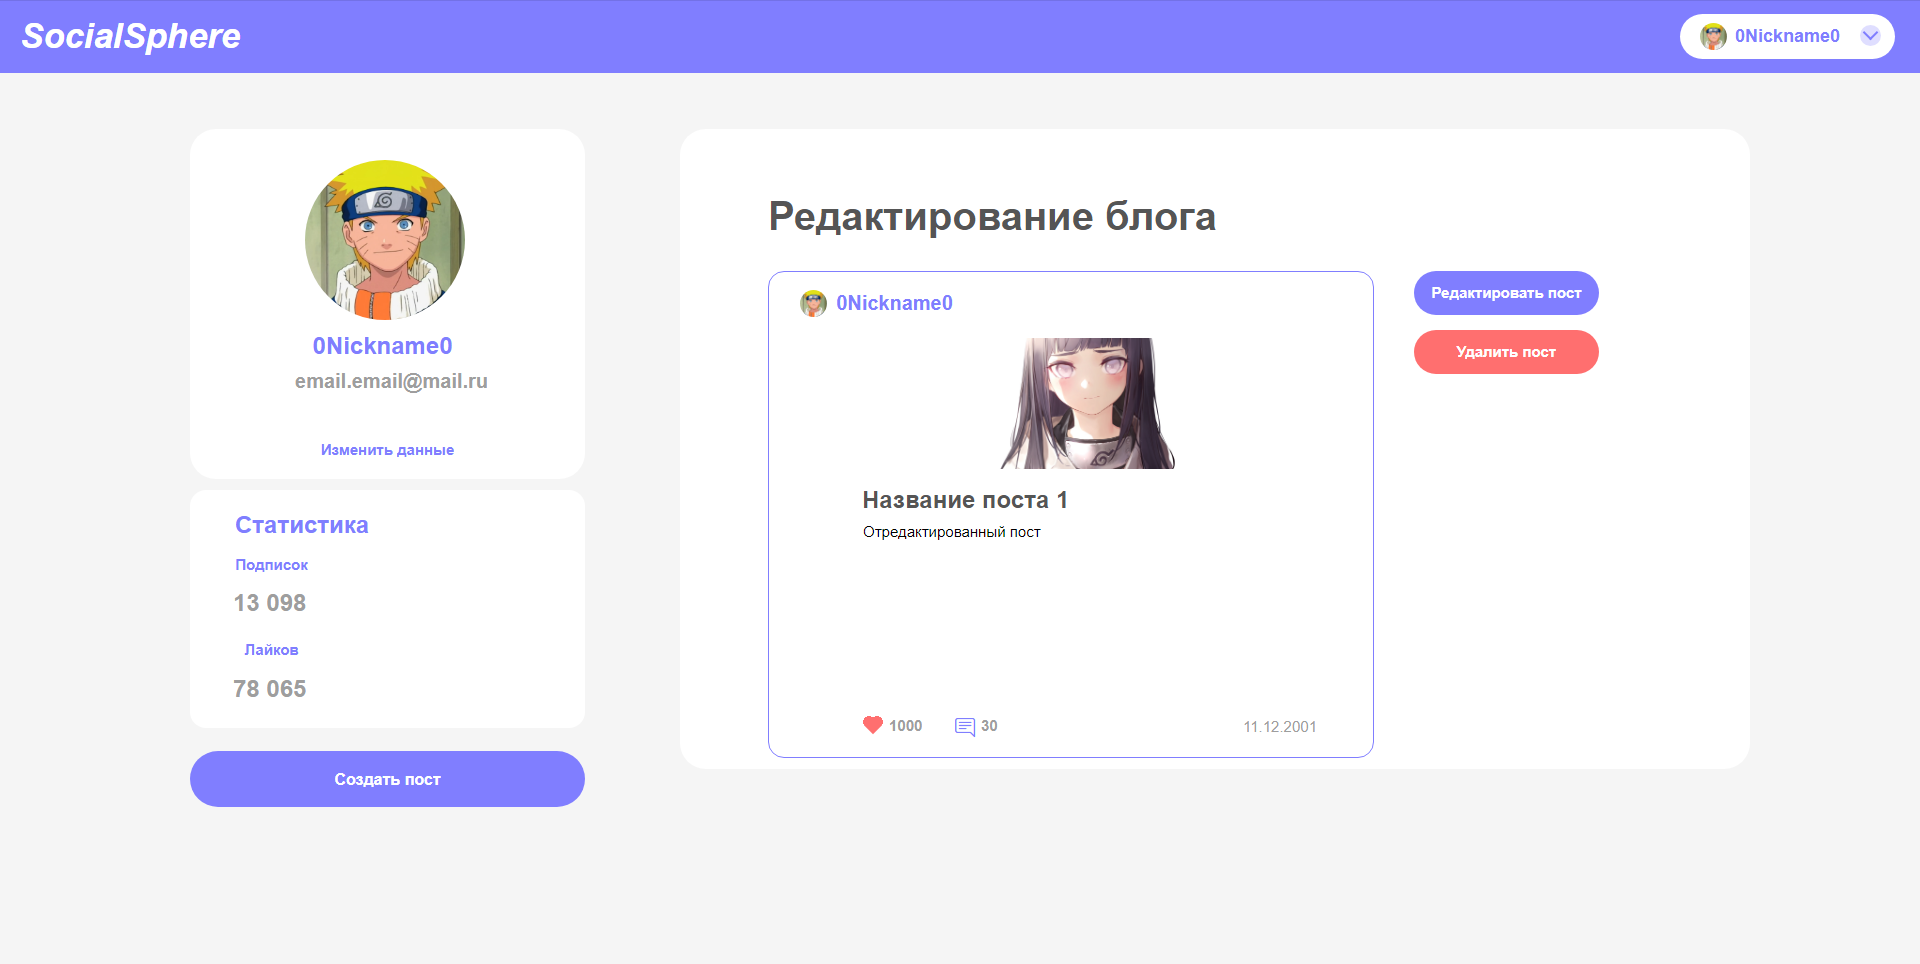 SocialSphere
0Nickname0
0Nickname0
email.email@mail.ru
Изменить данные
Статистика
Подписок
13 098
Лайков
78 065
Создать пост
Редактирование блога
0Nickname0
Название поста 1
Отредактированный пост
1000
30
11.12.2001
Редактировать пост
Удалить пост